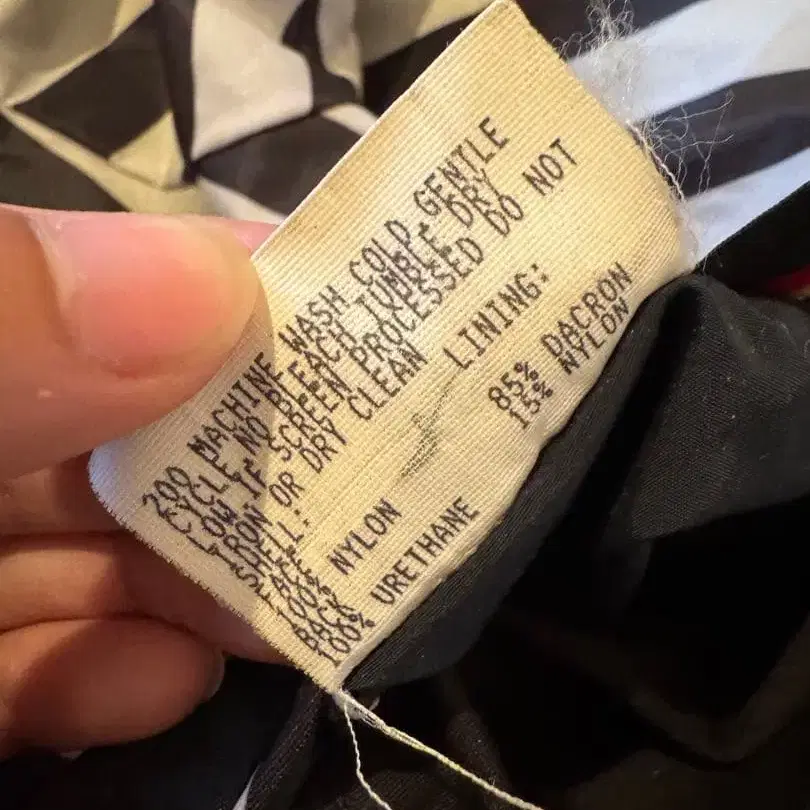 200 MACHINE WASH COLD GENTLE
CYCLE NO BLEACH TUMBLE DRY
LOW IF SCREEN PROCESSED DO NOT
IRON OR DRY CLEAN
SHELL: LINING:
FACE
100% NYLON 85% DACRON
BACK 15% NYLON
100% URETHANE